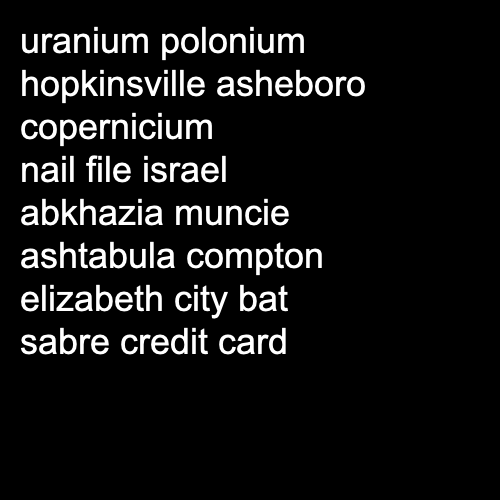 uranium polonium
hopkinsville asheboro
copernicium
nail file israel
abkhazia muncie
ashtabula compton
elizabeth city bat
sabre credit card